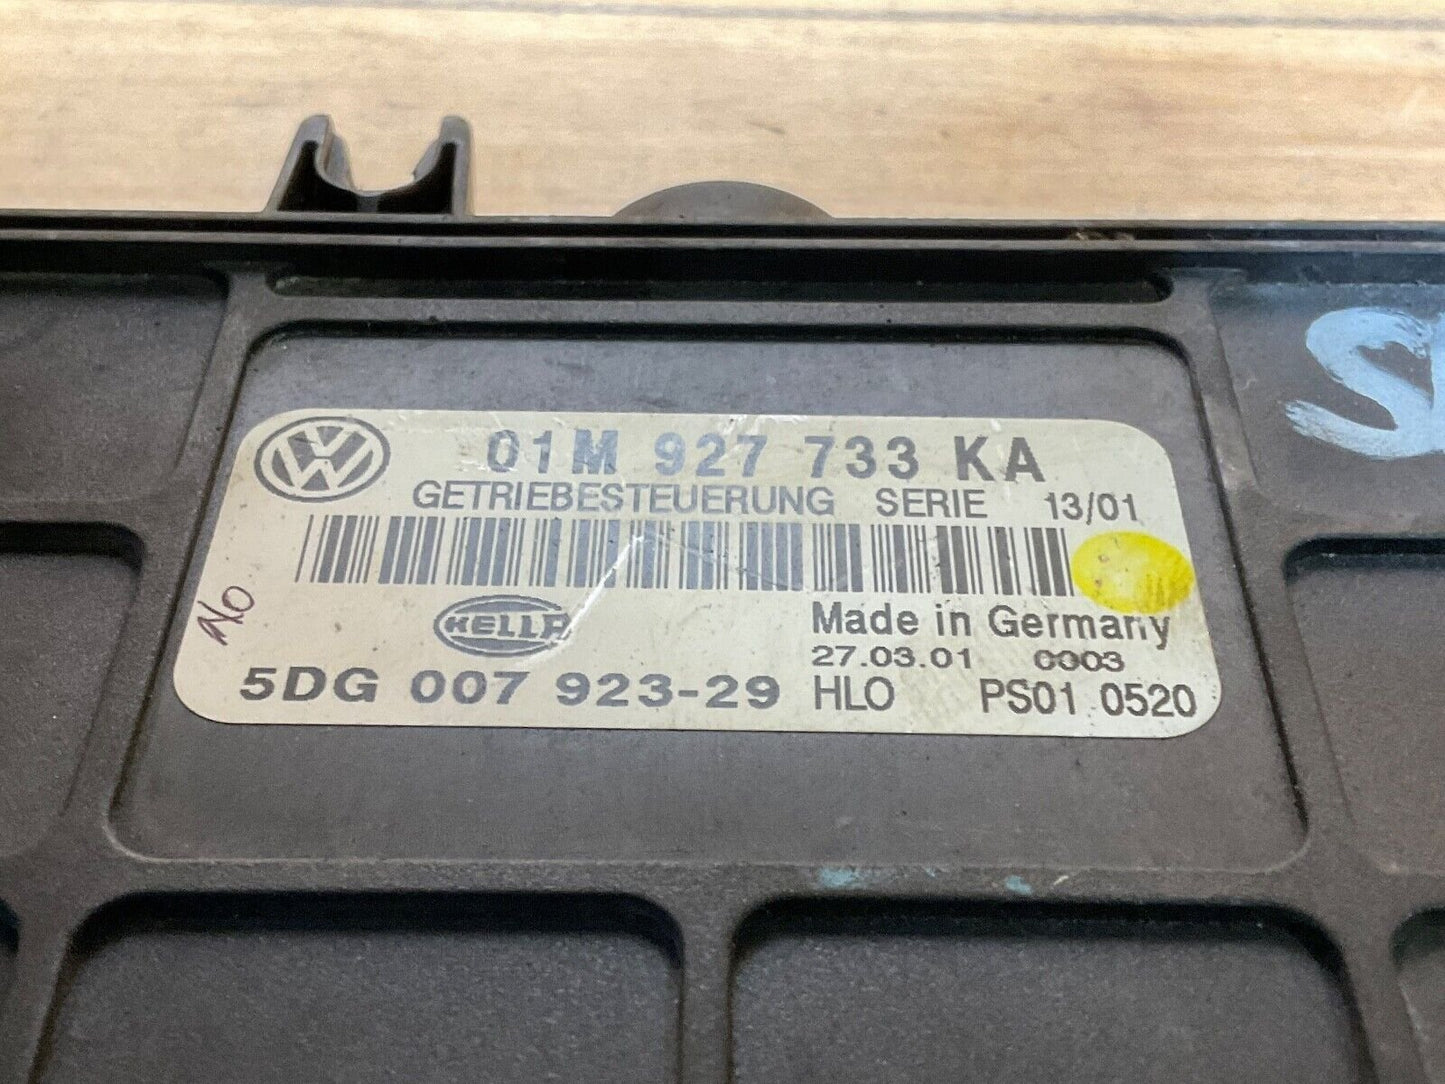 01M 927 733 KA
GETRIEBESTEUERUNG SERIE 13/01
HELLA
Made in Germany
27.03.01 0003
5DG 007 923-29 HLO PS01 0520